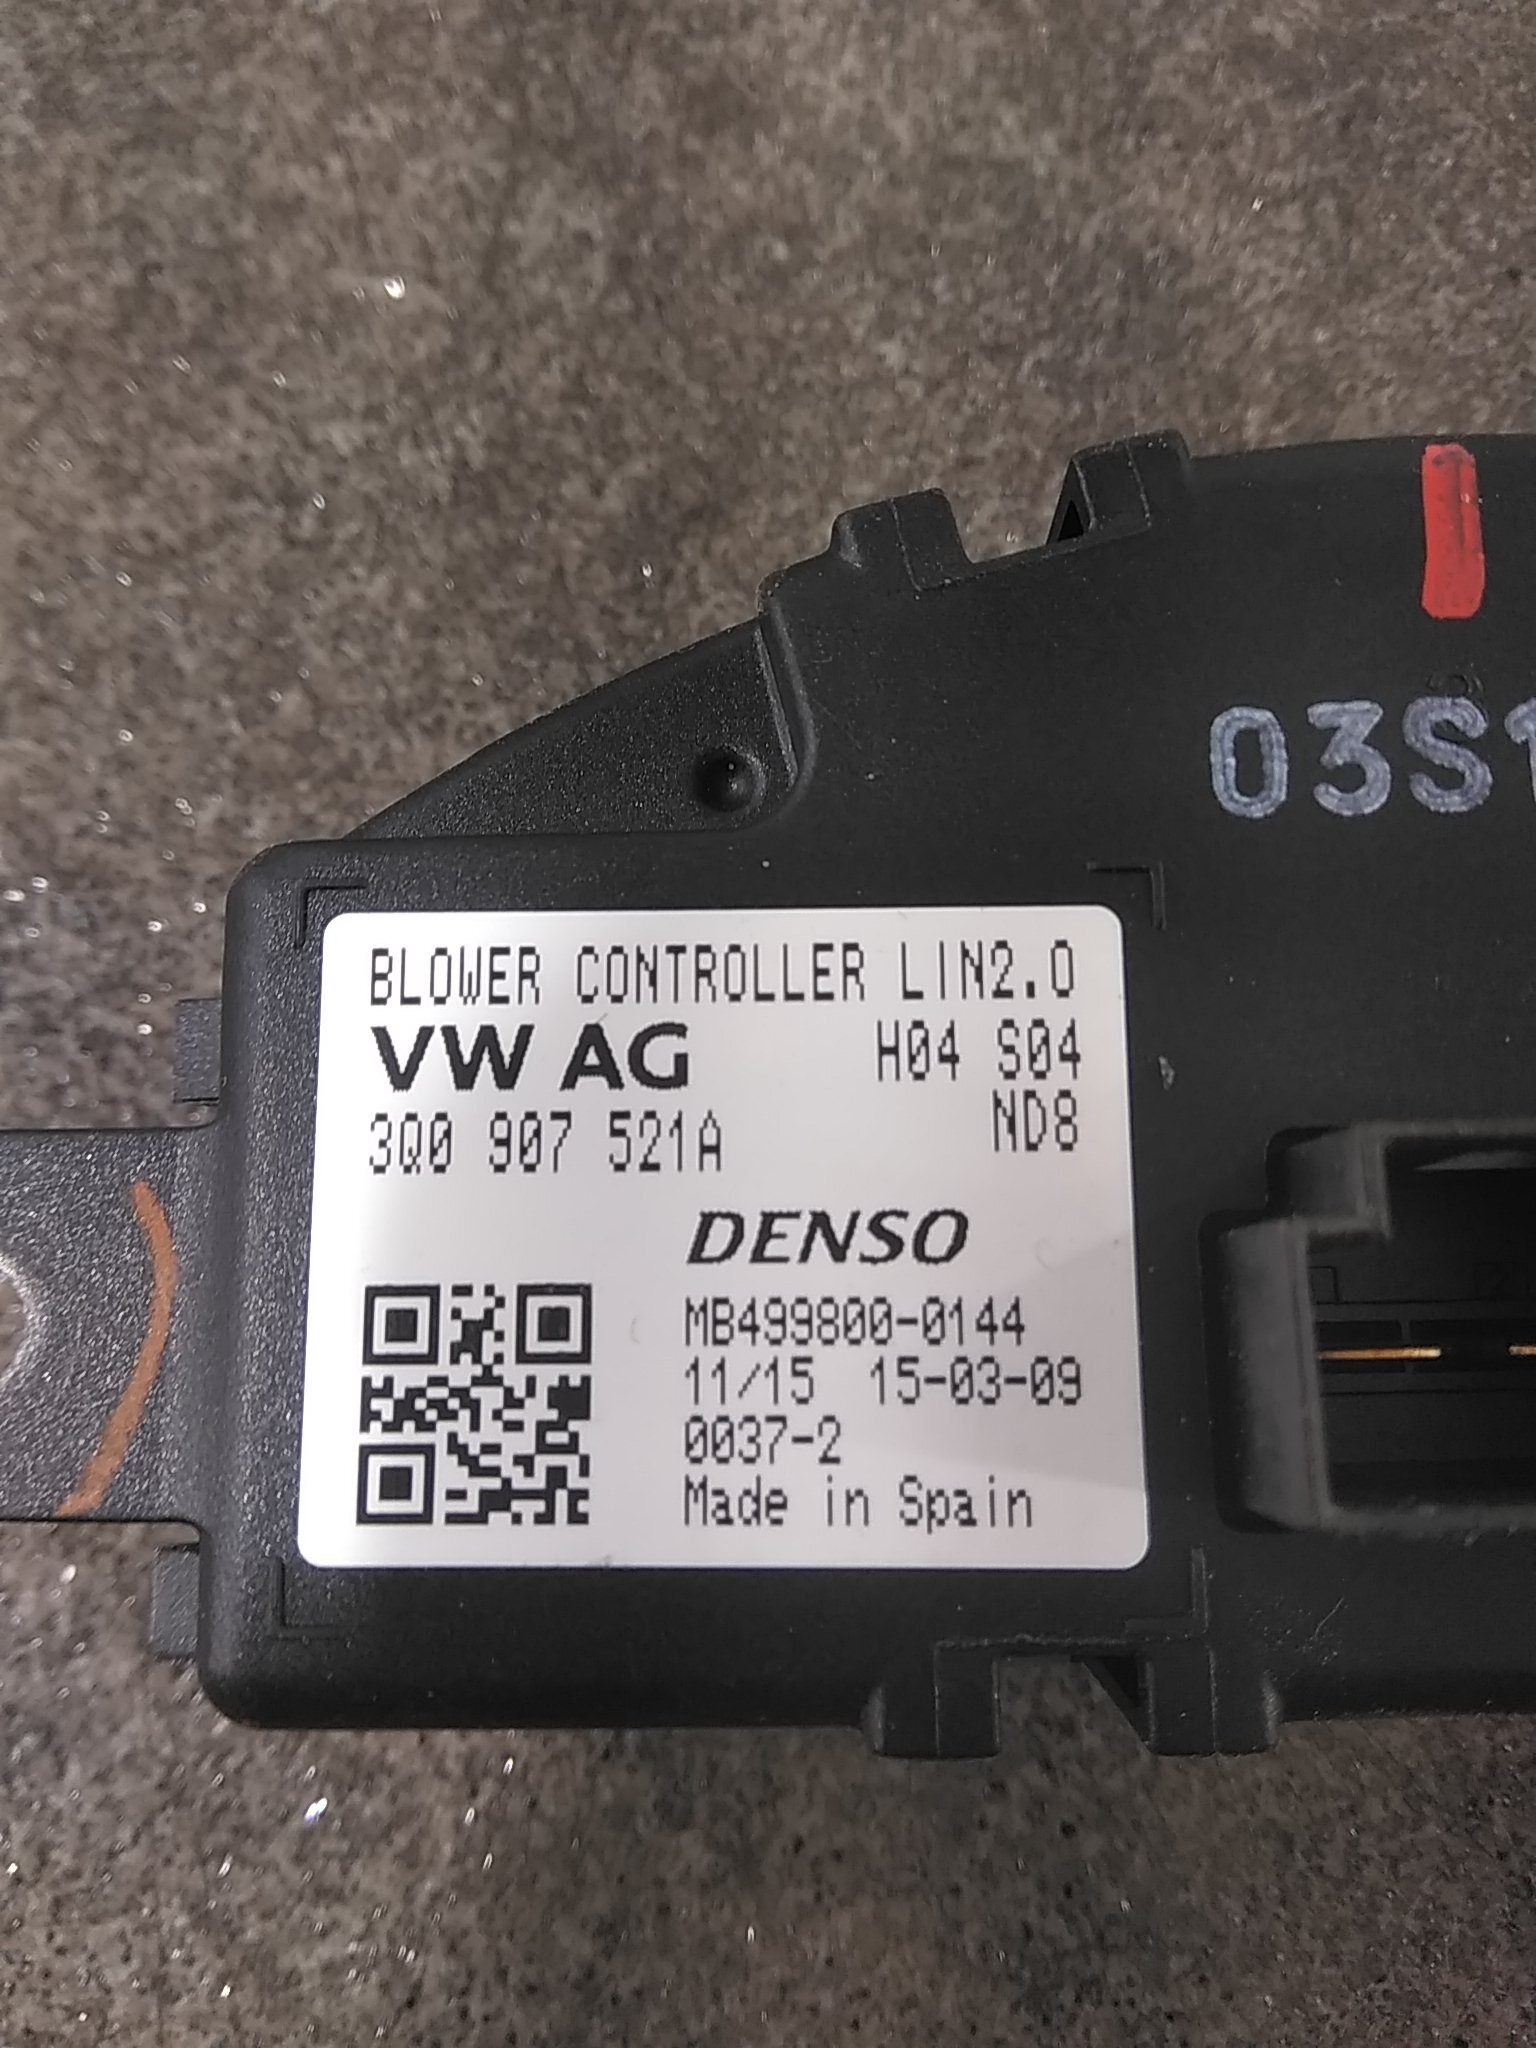 03S1
BLOWER CONTROLLER LIN2.0
VW AG H04 S04
3Q0 907 521A ND8
DENSO
MB499800-0144
11/15 15-03-09
0037-2
Made in Spain